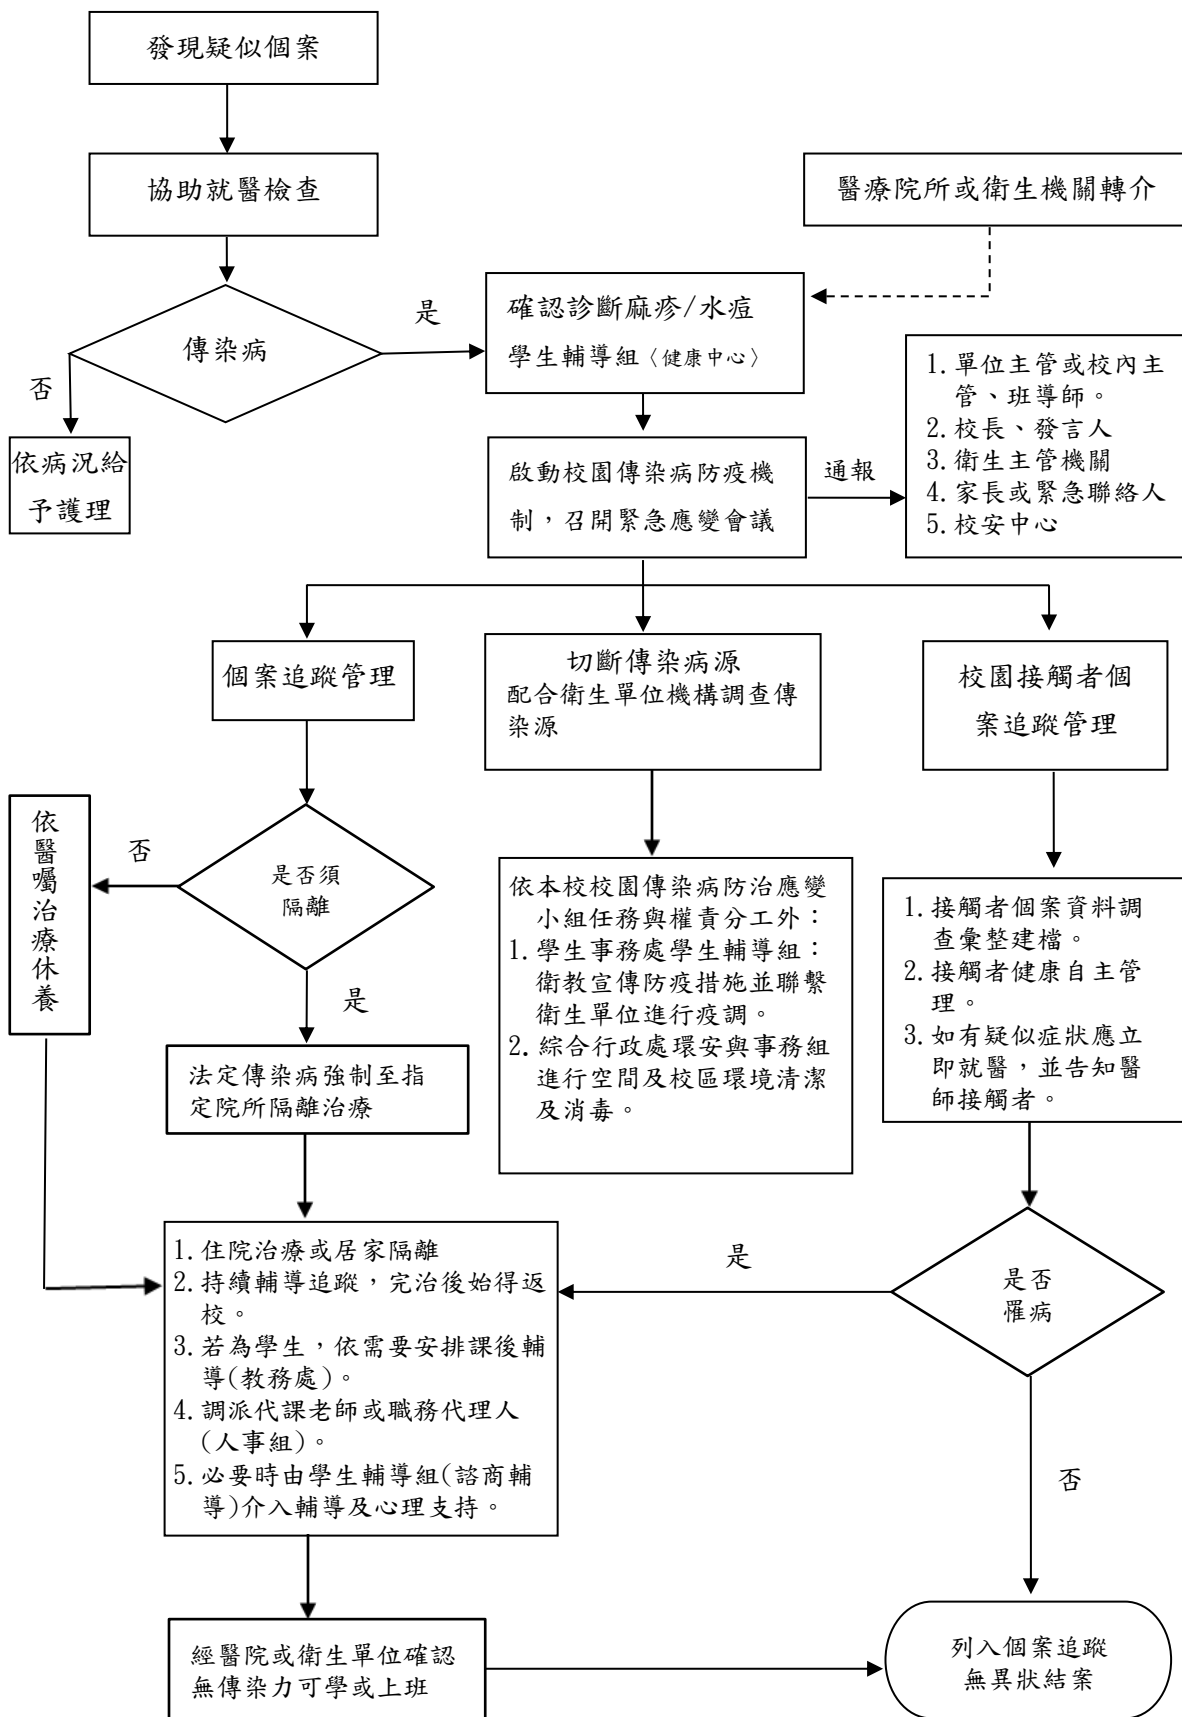 發現疑似個案
協助就醫檢查
醫療院所或衛生機關轉介
傳染病
是
否
依病況給
予護理
確認診斷麻疹/水痘
學生輔導組〈健康中心〉
啟動校園傳染病防疫機
制，召開緊急應變會議
通報
1.單位主管或校內主
管、班導師。
2.校長、發言人
3.衛生主管機關
4.家長或緊急聯絡人
5.校安中心
個案追蹤管理
切斷傳染病源
配合衛生單位機構調查傳
染源
校園接觸者個
案追蹤管理
是否須
隔離
否
依醫囑治療休養
是
法定傳染病強制至指
定院所隔離治療
依本校校園傳染病防治應變
小組任務與權責分工外：
1.學生事務處學生輔導組：
衛教宣傳防疫措施並聯繫
衛生單位進行疫調。
2.綜合行政處環安與事務組
進行空間及校區環境清潔
及消毒。
1.接觸者個案資料調
查彙整建檔。
2.接觸者健康自主管
理。
3.如有疑似症狀應立
即就醫，並告知醫
師接觸者。
是否
罹病
是
否
1.住院治療或居家隔離
2.持續輔導追蹤，完治後始得返
校。
3.若為學生，依需要安排課後輔
導(教務處)。
4.調派代課老師或職務代理人
(人事組)。
5.必要時由學生輔導組(諮商輔
導)介入輔導及心理支持。
經醫院或衛生單位確認
無傳染力可學或上班
列入個案追蹤
無異狀結案